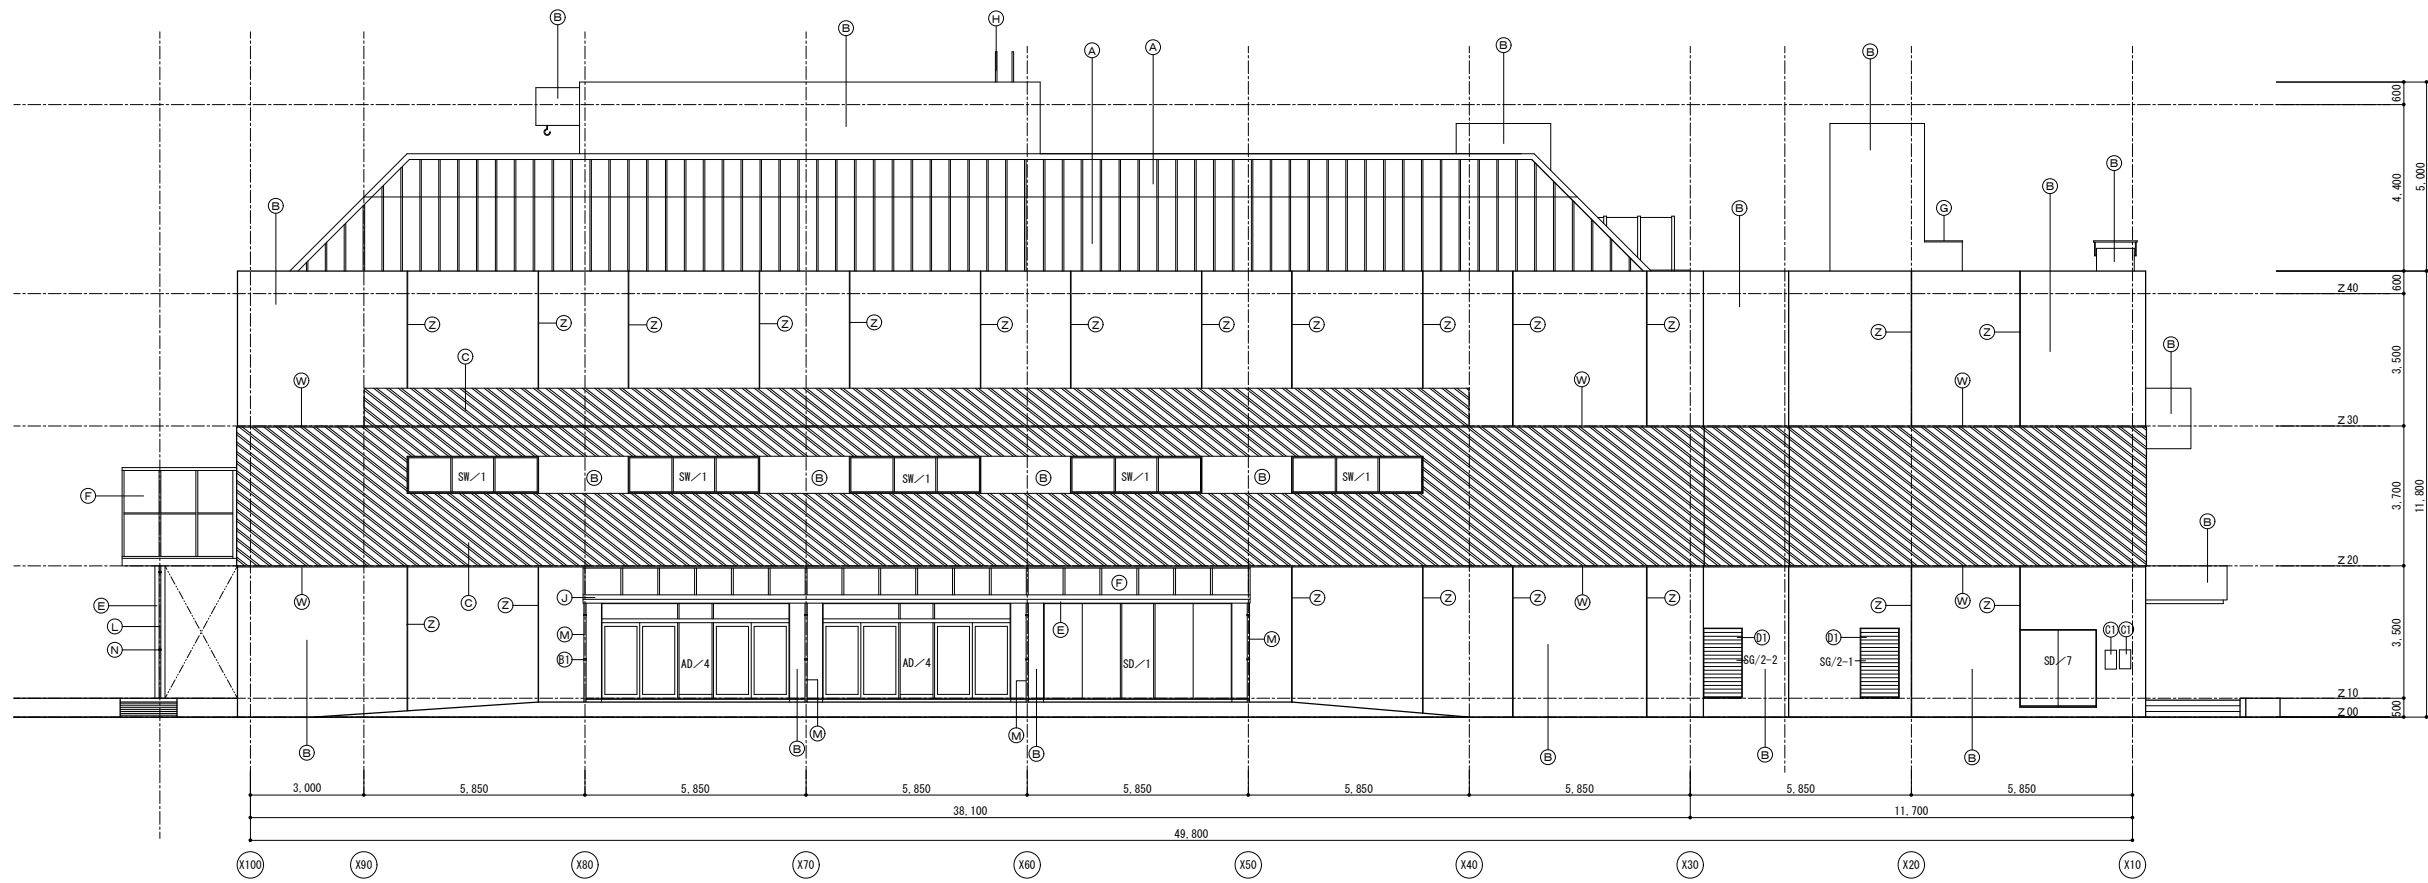 B
B
H
A
A
B
B
600
B
B
B
B
G
4,400
5,000
600
Z40
Z
Z
Z
Z
Z
Z
Z
Z
Z
Z
Z
Z
Z
Z
C
W
W
W
B
3,500
Z30
F
SW/1
B
SW/1
B
SW/1
B
SW/1
B
SW/1
3,700
11,800
B
Z20
E
L
N
W
C
Z
Z
J
M
B1
F
E
M
Z
Z
Z
W
Z
Z
W
Z
AD/4
AD/4
SD/1
D1
SG/2-2
D1
SG/2-1
SD/7
C1
C1
3,500
Z10
Z00
500
B
B
M
M
B
B
B
B
3,000
5,850
5,850
5,850
5,850
5,850
5,850
5,850
5,850
38,100
11,700
49,800
X100
X90
X80
X70
X60
X50
X40
X30
X20
X10